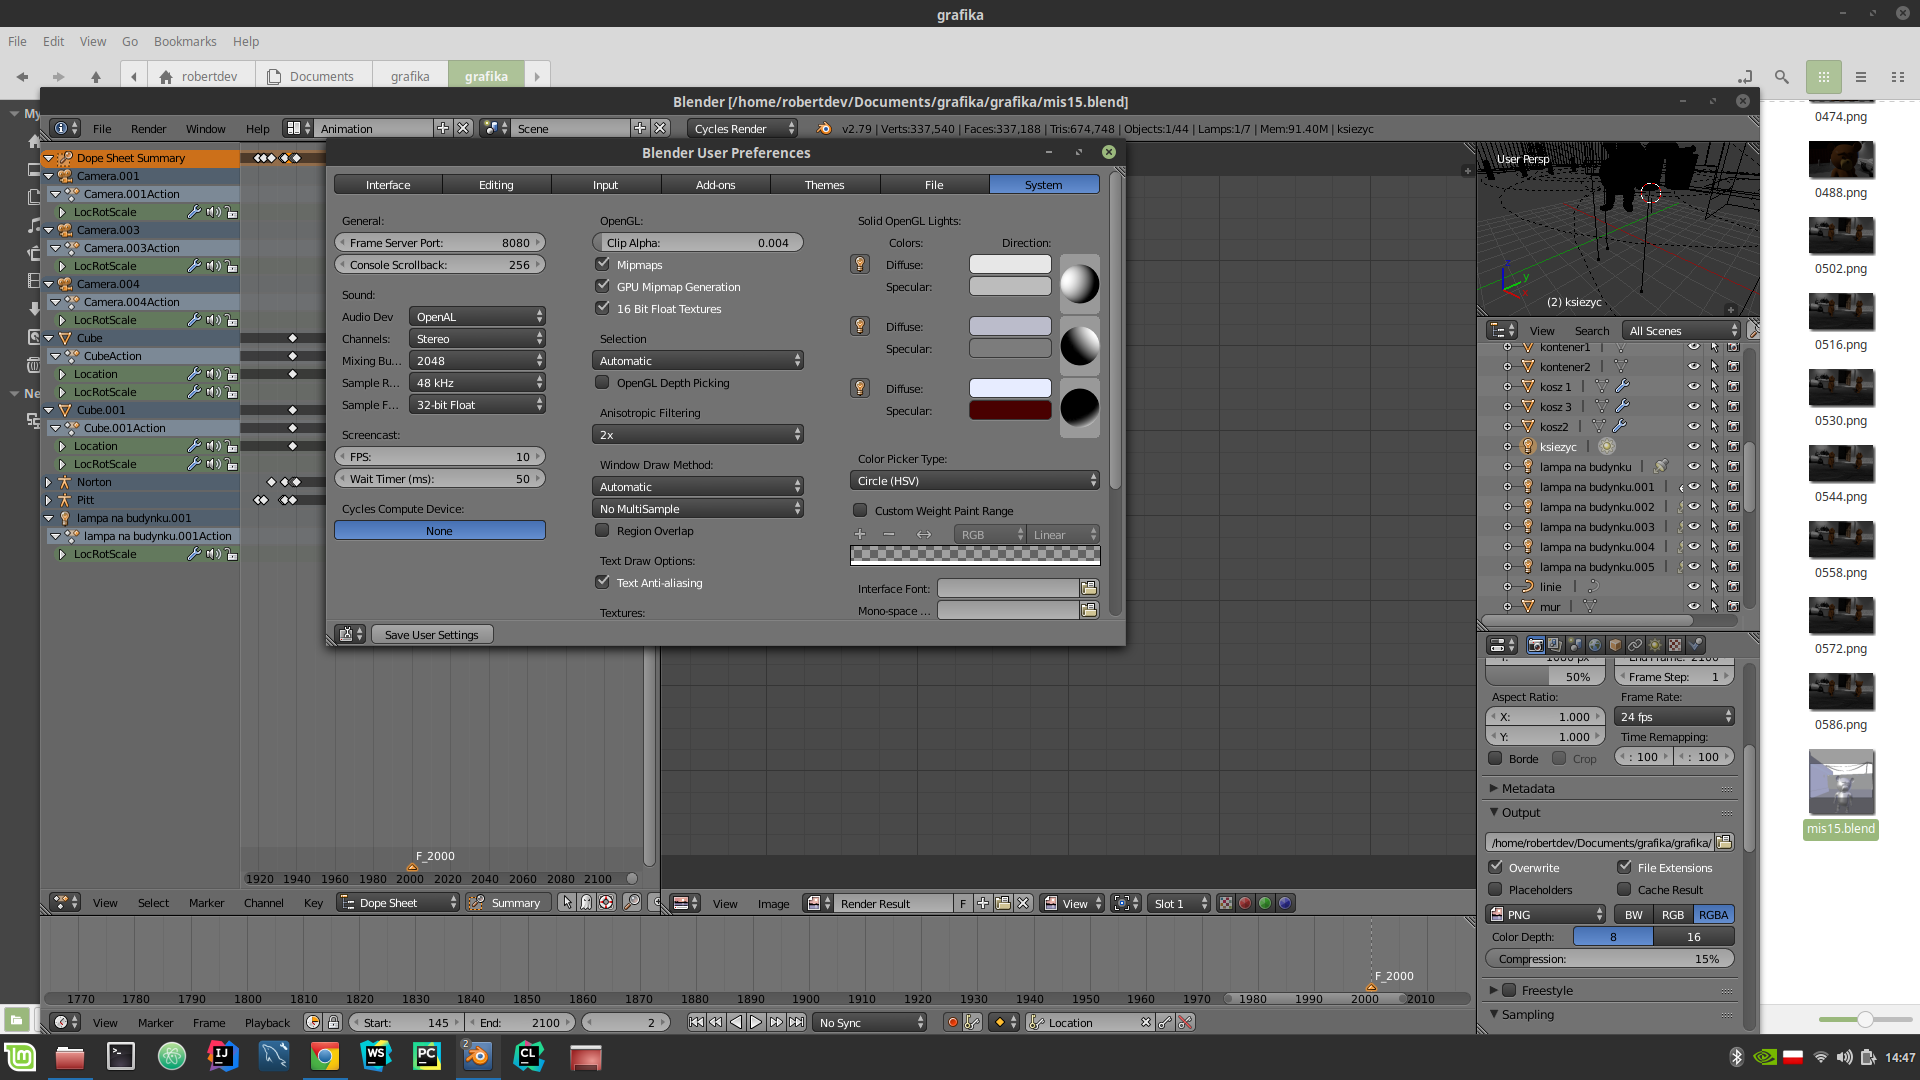 grafika
File Edit View Go Bookmarks Help
robertdev Documents grafika grafika
My
Ne
Blender [/home/robertdev/Documents/grafika/grafika/mis15.blend]
File Render Window Help Animation Scene Cycles Render v2.79 | Verts:337,540 | Faces:337,188 | Tris:674,748 | Objects:1/44 | Lamps:1/7 | Mem:91.40M | ksiezyc
Dope Sheet Summary
Camera.001
Camera.001Action
LocRotScale
Camera.003
Camera.003Action
LocRotScale
Camera.004
Camera.004Action
LocRotScale
Cube
CubeAction
Location
LocRotScale
Cube.001
Cube.001Action
Location
LocRotScale
Norton
Pitt
lampa na budynku.001
lampa na budynku.001Action
LocRotScale
Blender User Preferences
Interface Editing Input Add-ons Themes File System
General:
Frame Server Port: 8080
Console Scrollback: 256
Sound:
Audio Dev OpenAL
Channels: Stereo
Mixing Bu... 2048
Sample R... 48 kHz
Sample F... 32-bit Float
Screencast:
FPS: 10
Wait Timer (ms): 50
Cycles Compute Device:
None
OpenGL:
Clip Alpha: 0.004
Mipmaps
GPU Mipmap Generation
16 Bit Float Textures
Selection
Automatic
OpenGL Depth Picking
Anisotropic Filtering
2x
Window Draw Method:
Automatic
No MultiSample
Region Overlap
Text Draw Options:
Text Anti-aliasing
Textures:
Solid OpenGL Lights:
Colors: Direction:
Diffuse:
Specular:
Diffuse:
Specular:
Diffuse:
Specular:
Color Picker Type:
Circle (HSV)
Custom Weight Paint Range
RGB Linear
Interface Font:
Mono-space ...
Save User Settings
F_2000
1920 1940 1960 1980 2000 2020 2040 2060 2080 2100
View Select Marker Channel Key Dope Sheet Summary
View Image Render Result F View Slot 1
User Persp
(2) ksiezyc
View Search All Scenes
kontener1
kontener2
kosz 1
kosz 3
kosz2
ksiezyc
lampa na budynku
lampa na budynku.001
lampa na budynku.002
lampa na budynku.003
lampa na budynku.004
lampa na budynku.005
linie
mur
Y: 1080 px End Frame: 2100
50% Frame Step: 1
Aspect Ratio: Frame Rate:
X: 1.000 24 fps
Y: 1.000 Time Remapping:
Borde Crop : 100 : 100
Metadata
Output
/home/robertdev/Documents/grafika/grafika/
Overwrite File Extensions
Placeholders Cache Result
PNG BW RGB RGBA
Color Depth: 8 16
Compression: 15%
Freestyle
Sampling
F_2000
1770 1780 1790 1800 1810 1820 1830 1840 1850 1860 1870 1880 1890 1900 1910 1920 1930 1940 1950 1960 1970 1980 1990 2000 2010
View Marker Frame Playback Start: 145 End: 2100 2 No Sync Location
0474.png
0488.png
0502.png
0516.png
0530.png
0544.png
0558.png
0572.png
0586.png
mis15.blend
IJ WS PC 2 CL
14:47